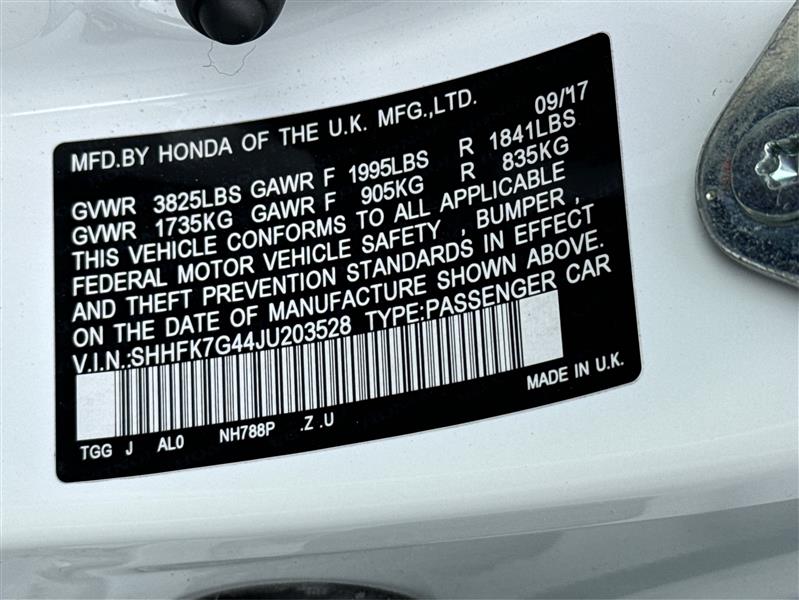 MFD.BY HONDA OF THE U.K. MFG.,LTD. 09/'17
GVWR 3825LBS GAWR F 1995LBS R 1841LBS
GVWR 1735KG GAWR F 905KG R 835KG
THIS VEHICLE CONFORMS TO ALL APPLICABLE
FEDERAL MOTOR VEHICLE SAFETY , BUMPER ,
AND THEFT PREVENTION STANDARDS IN EFFECT
ON THE DATE OF MANUFACTURE SHOWN ABOVE.
V.I.N.:SHHFK7G44JU203528 TYPE:PASSENGER CAR
MADE IN U.K.
TGG J AL0 NH788P .Z .U